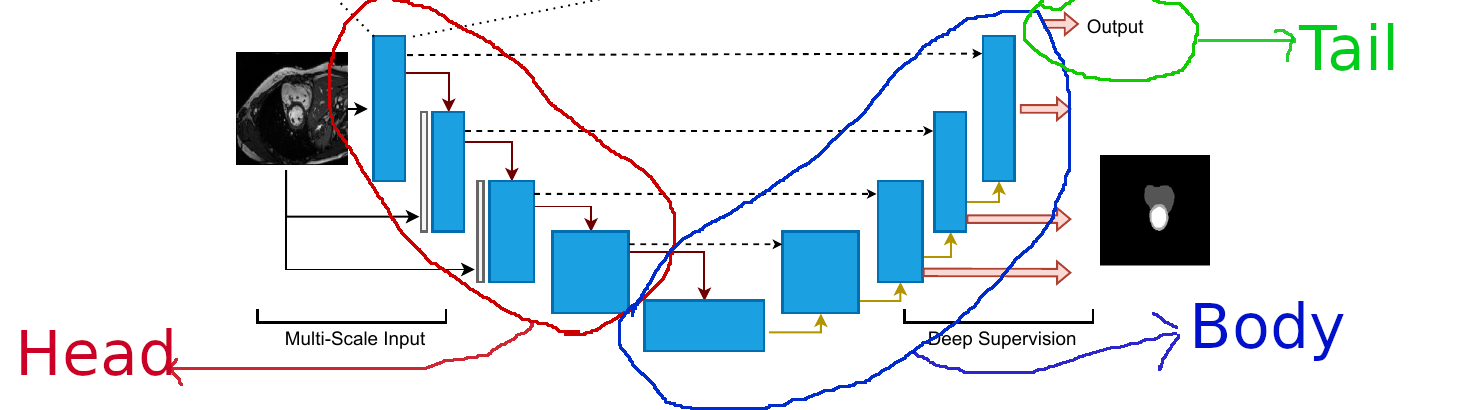 Output
Tail
Multi-Scale Input
Deep Supervision
Head
Body